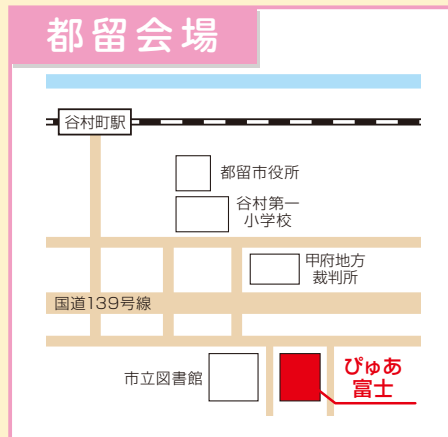 都留会場
谷村町駅
都留市役所
谷村第一
小学校
甲府地方
裁判所
国道139号線
市立図書館
ぴゅあ
富士